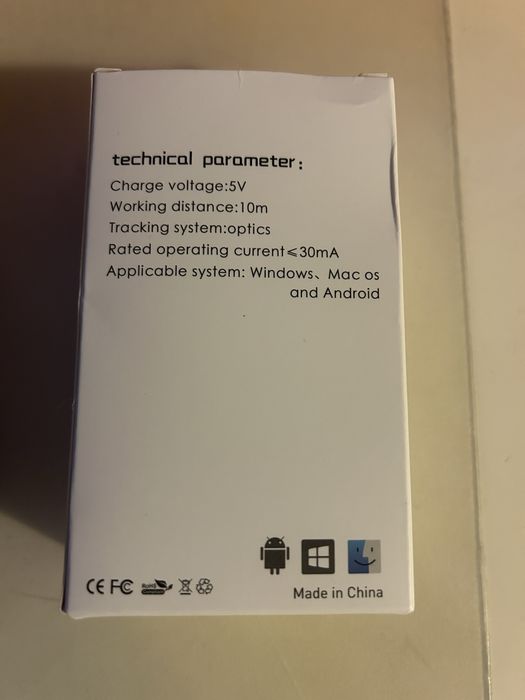 technical parameter:
Charge voltage:5V
Working distance:10m
Tracking system:optics
Rated operating current⩽30mA
Applicable system: Windows、Mac os
and Android
CE FC RoHS
Made in China